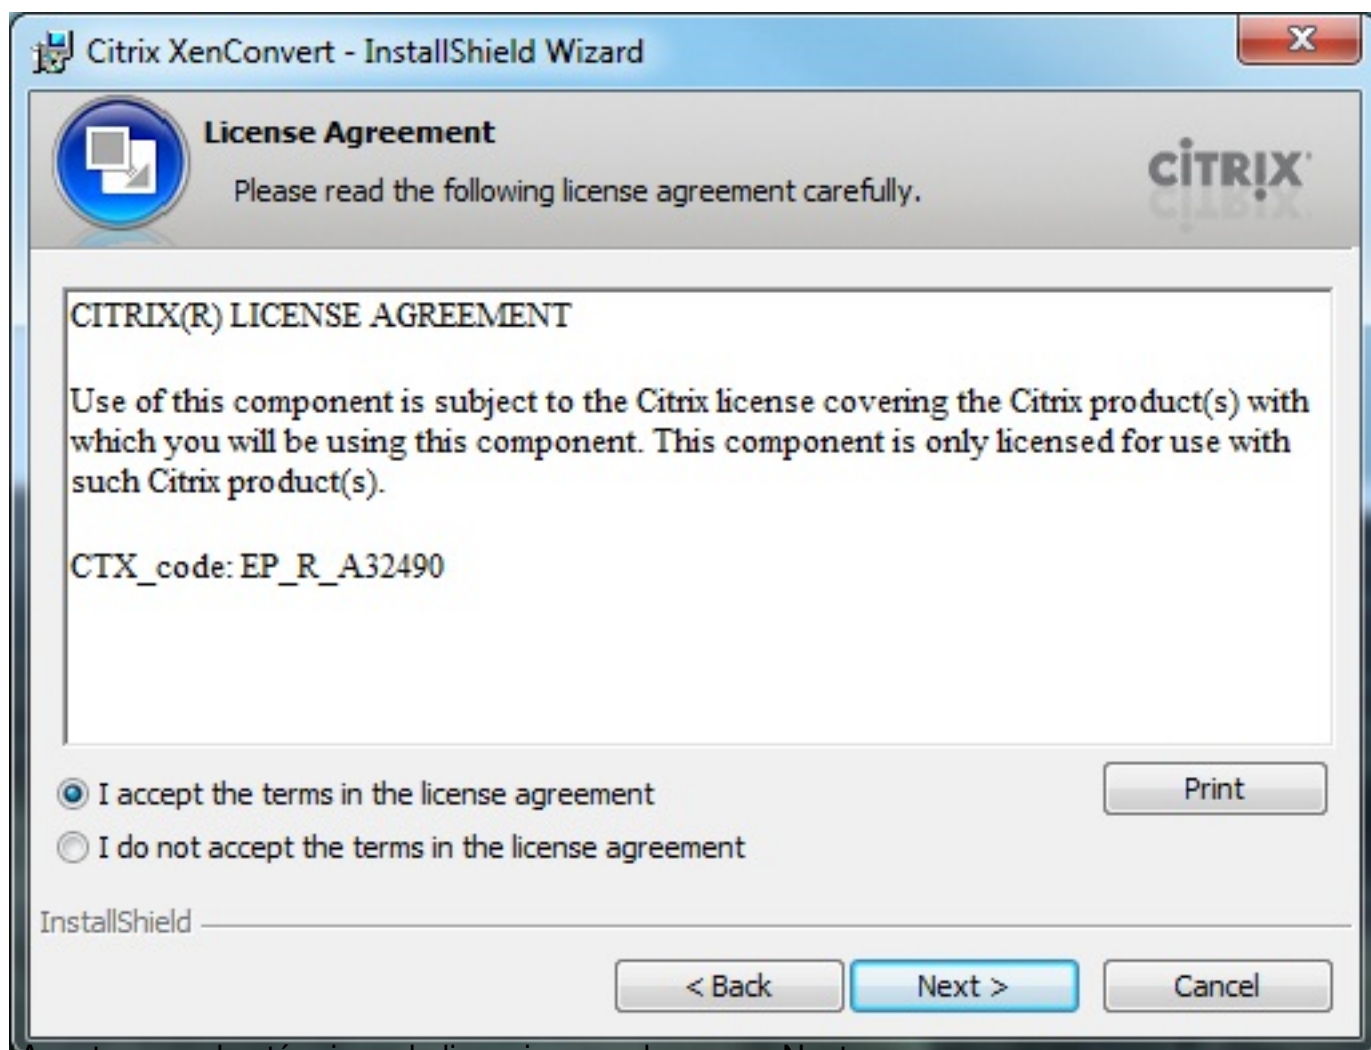 Citrix XenConvert - InstallShield Wizard
License Agreement
Please read the following license agreement carefully.
CİTRIX
CITRIX(R) LICENSE AGREEMENT
Use of this component is subject to the Citrix license covering the Citrix product(s) with
which you will be using this component. This component is only licensed for use with
such Citrix product(s).
CTX_code: EP_R_A32490
I accept the terms in the license agreement
Print
I do not accept the terms in the license agreement
InstallShield
< Back
Next >
Cancel